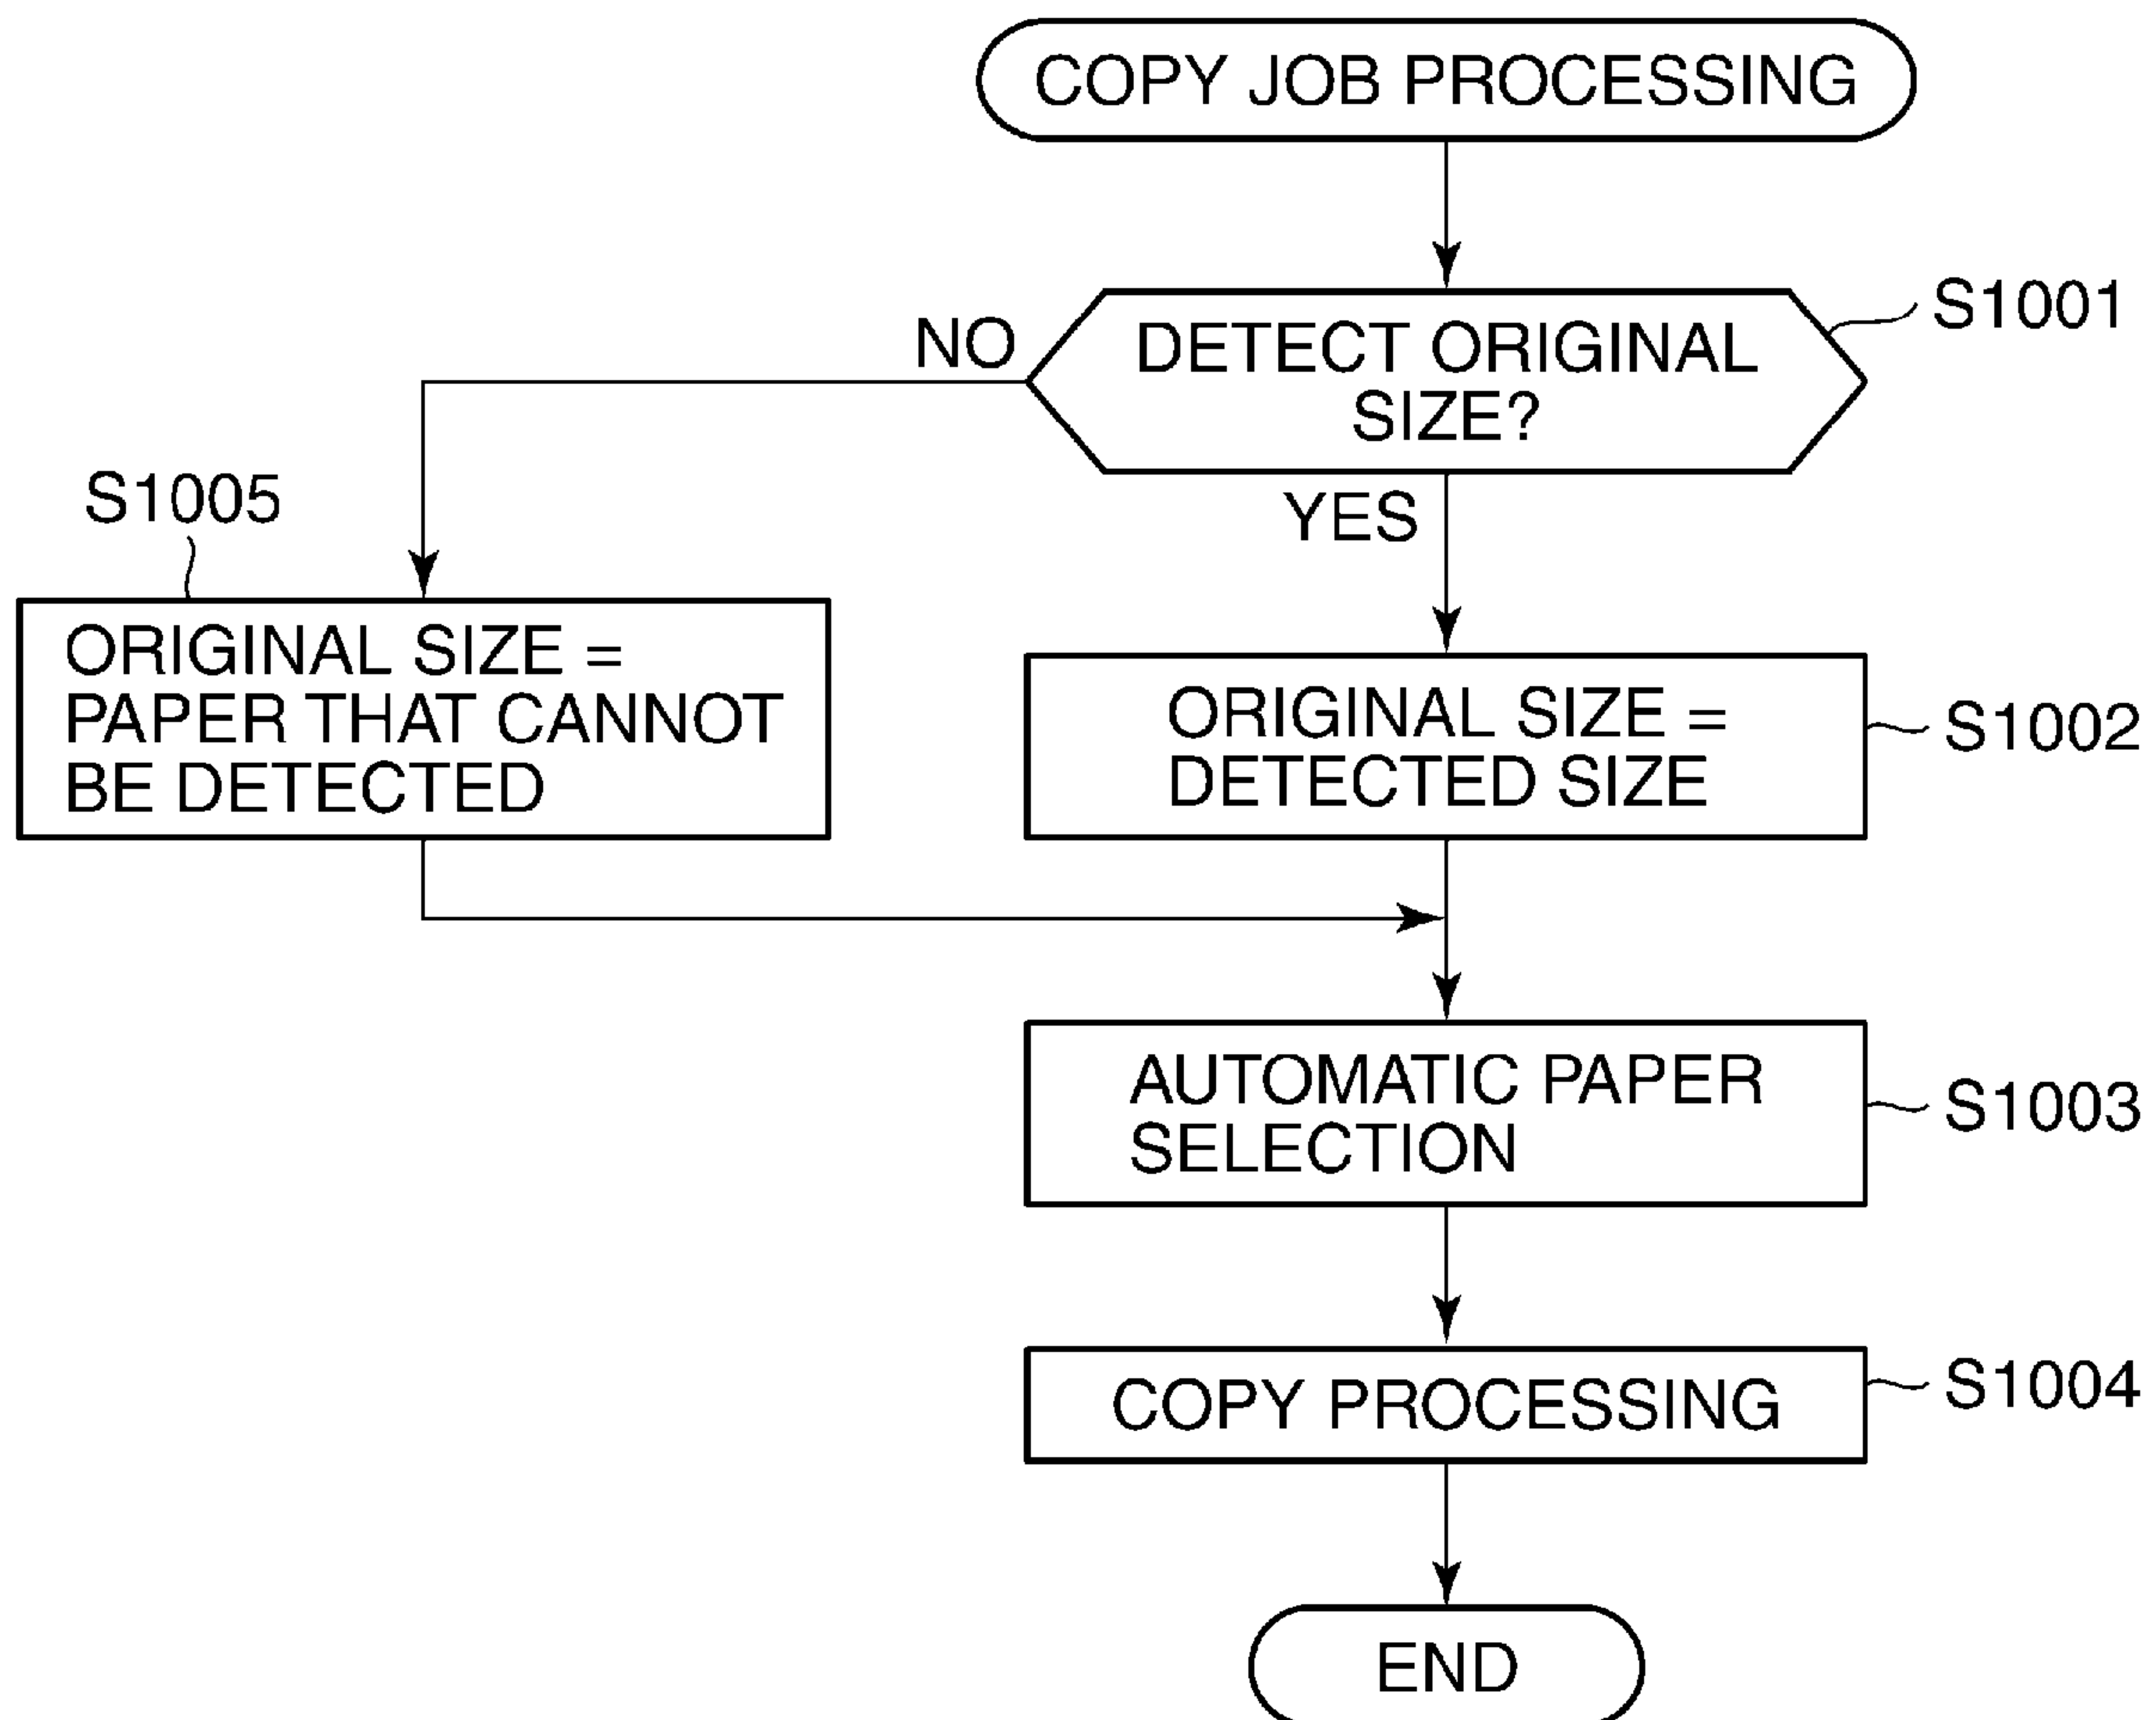 COPY JOB PROCESSING
S1001
NO
DETECT ORIGINAL
SIZE?
YES
S1005
ORIGINAL SIZE =
PAPER THAT CANNOT
BE DETECTED
ORIGINAL SIZE =
DETECTED SIZE
S1002
AUTOMATIC PAPER
SELECTION
S1003
COPY PROCESSING
S1004
END